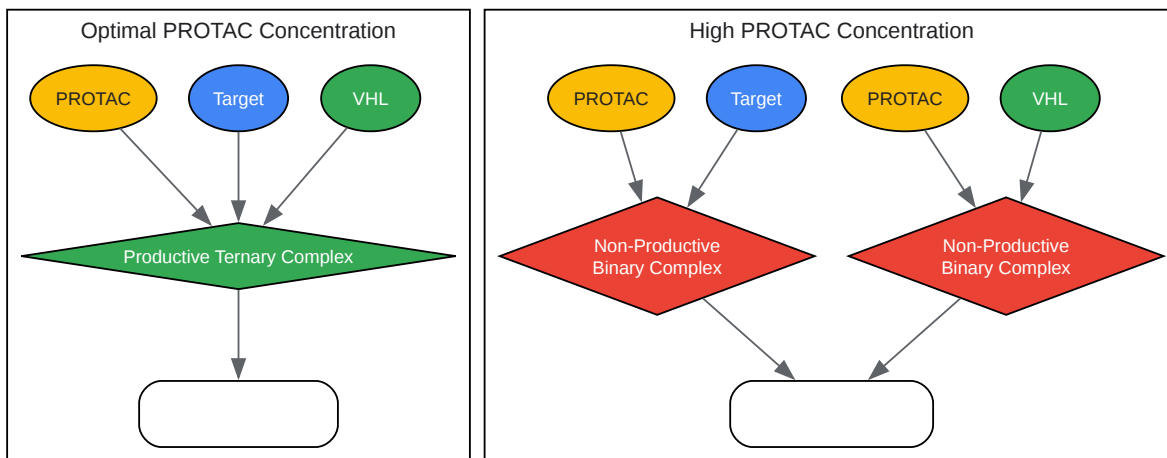 Optimal PROTAC Concentration
PROTAC
Target
VHL
Productive Ternary Complex
High PROTAC Concentration
PROTAC
Target
PROTAC
VHL
Non-Productive
Binary Complex
Non-Productive
Binary Complex